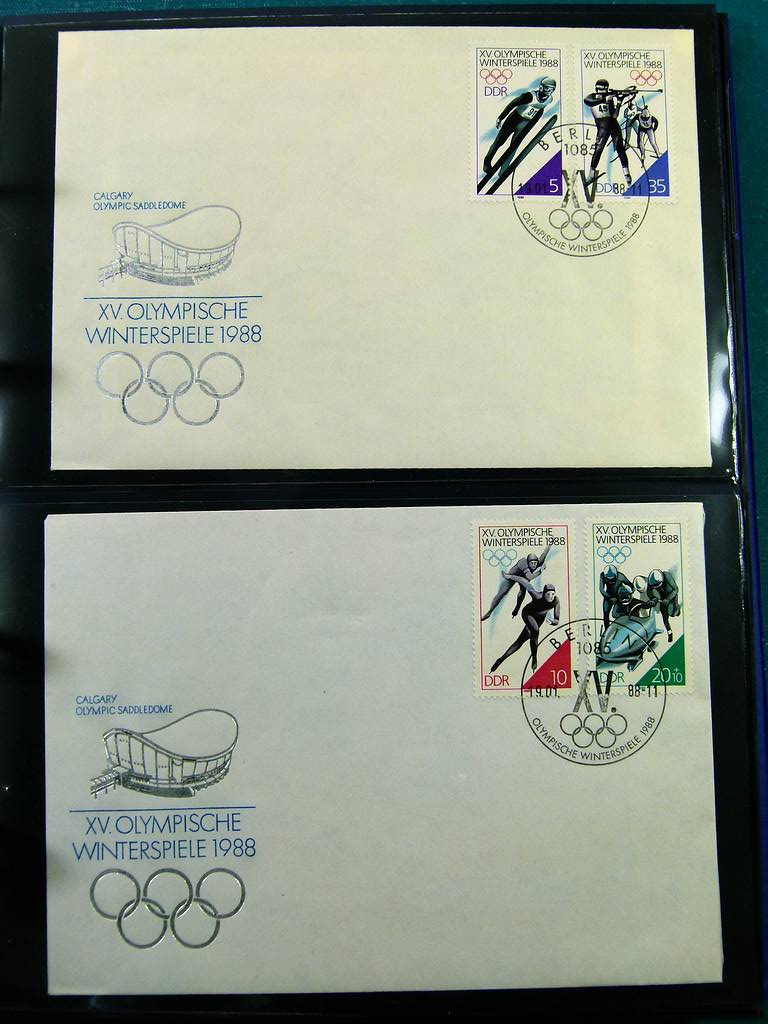 XV. OLYMPISCHE
WINTERSPIELE 1988
DDR
91
5
XV. OLYMPISCHE
WINTERSPIELE 1988
45
DDR
35
BERLIN
1085
19.01. 88-11
XV.
OLYMPISCHE WINTERSPIELE 1988
CALGARY
OLYMPIC SADDLEDOME
XV. OLYMPISCHE
WINTERSPIELE 1988
XV. OLYMPISCHE
WINTERSPIELE 1988
DDR
10
XV. OLYMPISCHE
WINTERSPIELE 1988
DDR
20+10
BERLIN
1085
19.01. 88-11
XV.
OLYMPISCHE WINTERSPIELE 1988
CALGARY
OLYMPIC SADDLEDOME
XV. OLYMPISCHE
WINTERSPIELE 1988